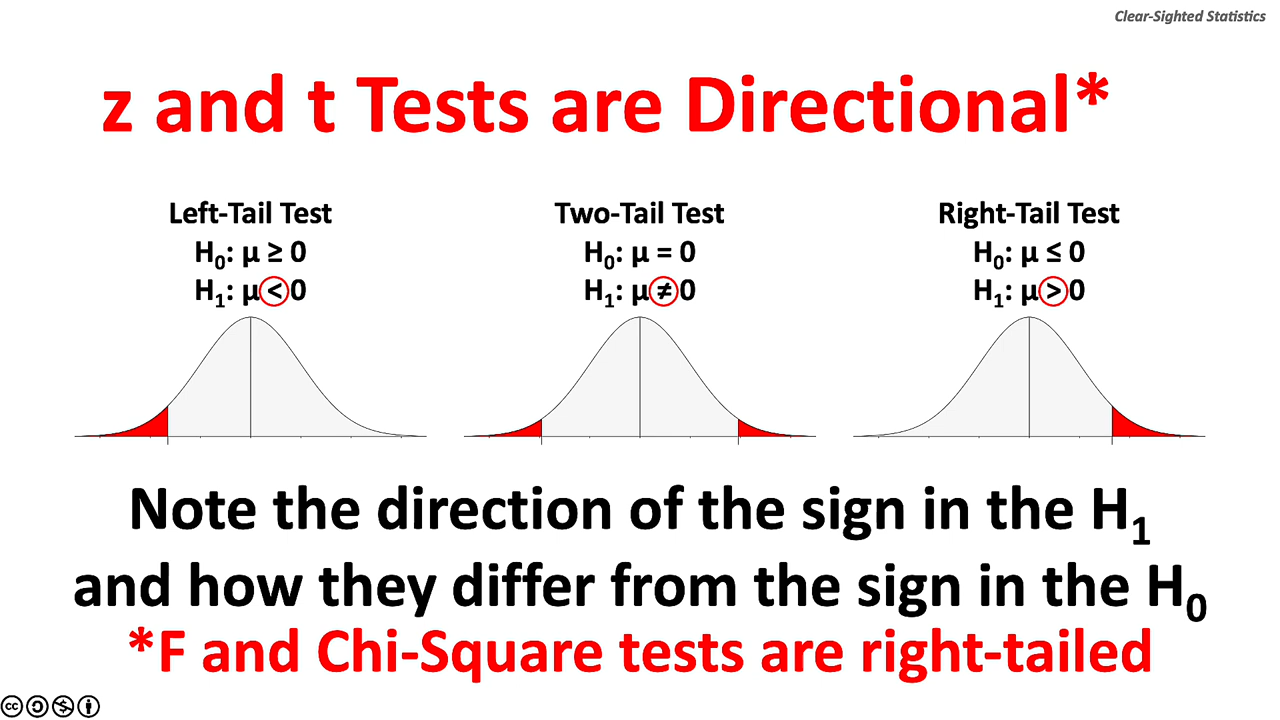 Clear-Sighted Statistics
z and t Tests are Directional*
Left-Tail Test
H₀: μ ≥ 0
H₁: μ < 0
Two-Tail Test
H₀: μ = 0
H₁: μ ≠ 0
Right-Tail Test
H₀: μ ≤ 0
H₁: μ > 0
Note the direction of the sign in the H₁
and how they differ from the sign in the H₀
*F and Chi-Square tests are right-tailed
cc